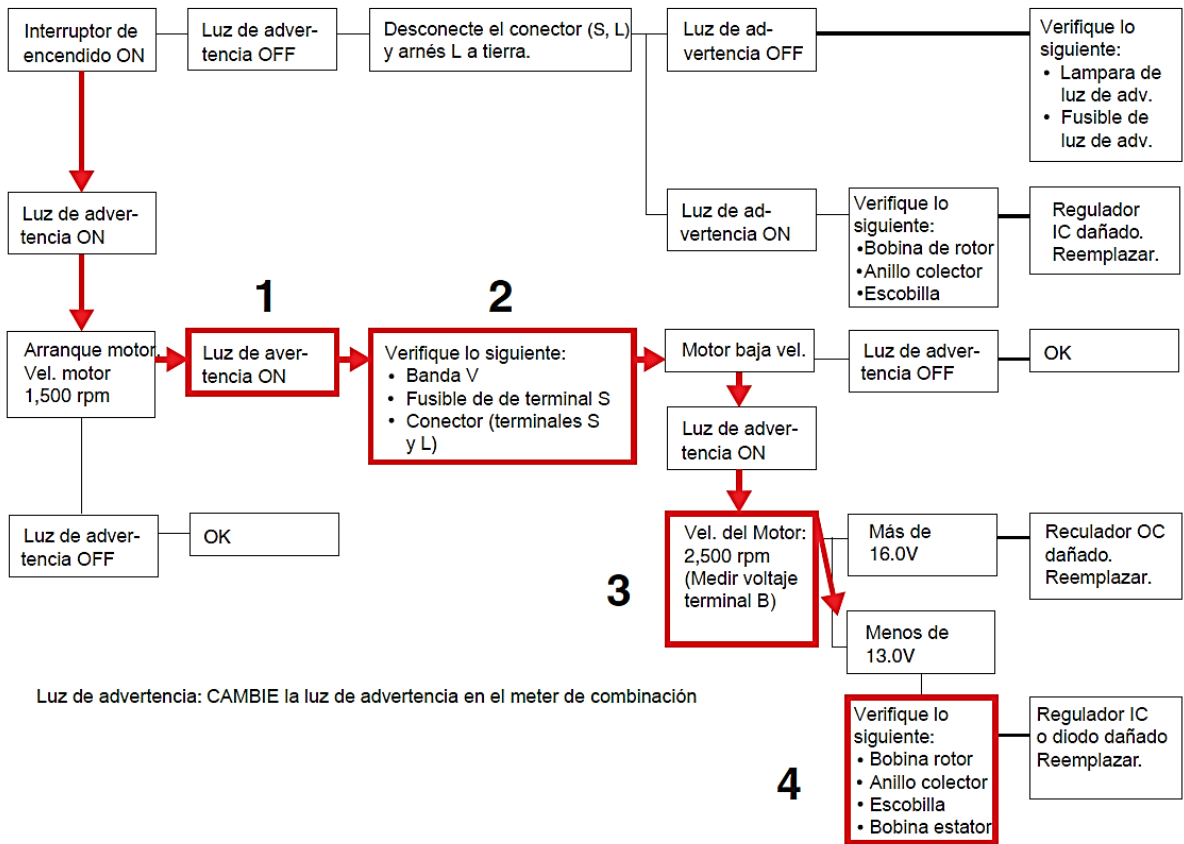 Interruptor de
encendido ON
Luz de adver-
tencia OFF
Desconecte el conector (S, L)
y arnés L a tierra.
Luz de ad-
vertencia OFF
Verifique lo
siguiente:
• Lampara de
luz de adv.
• Fusible de
luz de adv.
Luz de adver-
tencia ON
Luz de ad-
vertencia ON
Verifique lo
siguiente:
•Bobina de rotor
•Anillo colector
•Escobilla
Regulador
IC dañado.
Reemplazar.
1
2
Arranque motor,
Vel. motor
1,500 rpm
Luz de aver-
tencia ON
Verifique lo siguiente:
• Banda V
• Fusible de de terminal S
• Conector (terminales S
y L)
Motor baja vel.
Luz de adver-
tencia OFF
OK
Luz de adver-
tencia ON
Luz de adver-
tencia OFF
OK
3
Vel. del Motor:
2,500 rpm
(Medir voltaje
terminal B)
Más de
16.0V
Reculador OC
dañado.
Reemplazar.
Menos de
13.0V
Luz de advertencia: CAMBIE la luz de advertencia en el meter de combinación
4
Verifique lo
siguiente:
• Bobina rotor
• Anillo colector
• Escobilla
• Bobina estator
Regulador IC
o diodo dañado
Reemplazar.